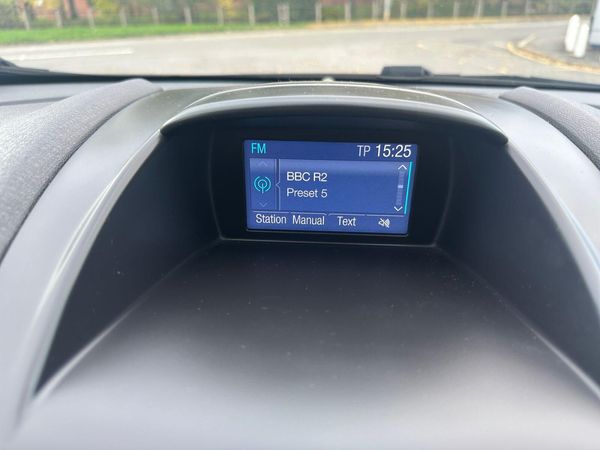 FM TP 15:25
BBC R2
Preset 5
Station Manual Text